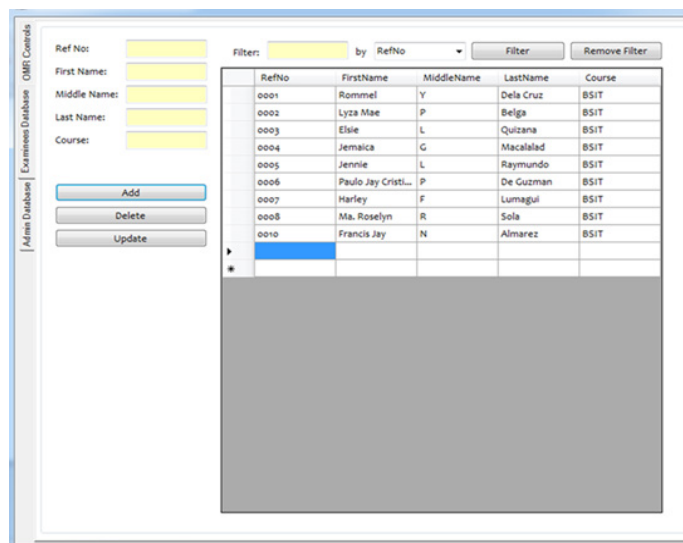 OMR Controls
Examinees Database
Admin Database
Ref No:
First Name:
Middle Name:
Last Name:
Course:
Add
Delete
Update
Filter: by RefNo Filter Remove Filter
RefNo FirstName MiddleName LastName Course
0001 Rommel Y Dela Cruz BSIT
0002 Lyza Mae P Belga BSIT
0003 Elsie L Quizana BSIT
0004 Jemaica G Macalalad BSIT
0005 Jennie L Raymundo BSIT
0006 Paulo Jay Cristi... P De Guzman BSIT
0007 Harley F Lumagui BSIT
0008 Ma. Roselyn R Sola BSIT
0010 Francis Jay N Almarez BSIT